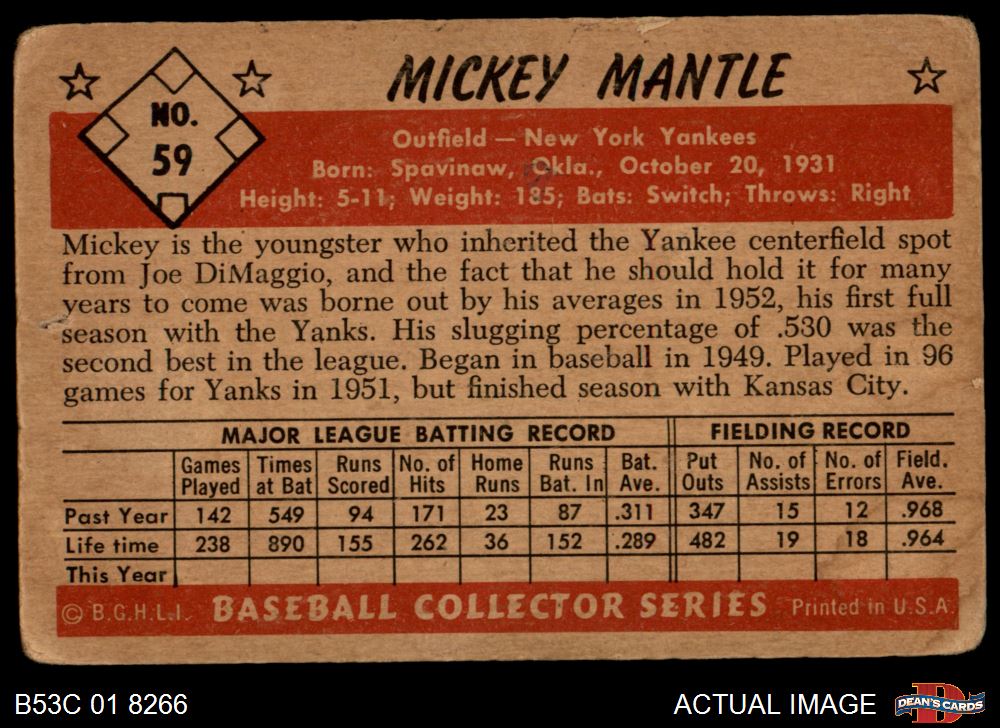 MICKEY MANTLE
NO.
59
Outfield — New York Yankees
Born: Spavinaw, Okla., October 20, 1931
Height: 5-11; Weight: 185; Bats: Switch; Throws: Right
Mickey is the youngster who inherited the Yankee centerfield spot
from Joe DiMaggio, and the fact that he should hold it for many
years to come was borne out by his averages in 1952, his first full
season with the Yanks. His slugging percentage of .530 was the
second best in the league. Began in baseball in 1949. Played in 96
games for Yanks in 1951, but finished season with Kansas City.
MAJOR LEAGUE BATTING RECORD FIELDING RECORD
Games Times Runs No. of Home Runs Bat. Put No. of No. of Field.
Played at Bat Scored Hits Runs Bat. In Ave. Outs Assists Errors Ave.
Past Year 142 549 94 171 23 87 .311 347 15 12 .968
Life time 238 890 155 262 36 152 .289 482 19 18 .964
This Year
© B.G.H.L.I. BASEBALL COLLECTOR SERIES Printed in U.S.A.
B53C 01 8266 ACTUAL IMAGE DEAN'S CARDS